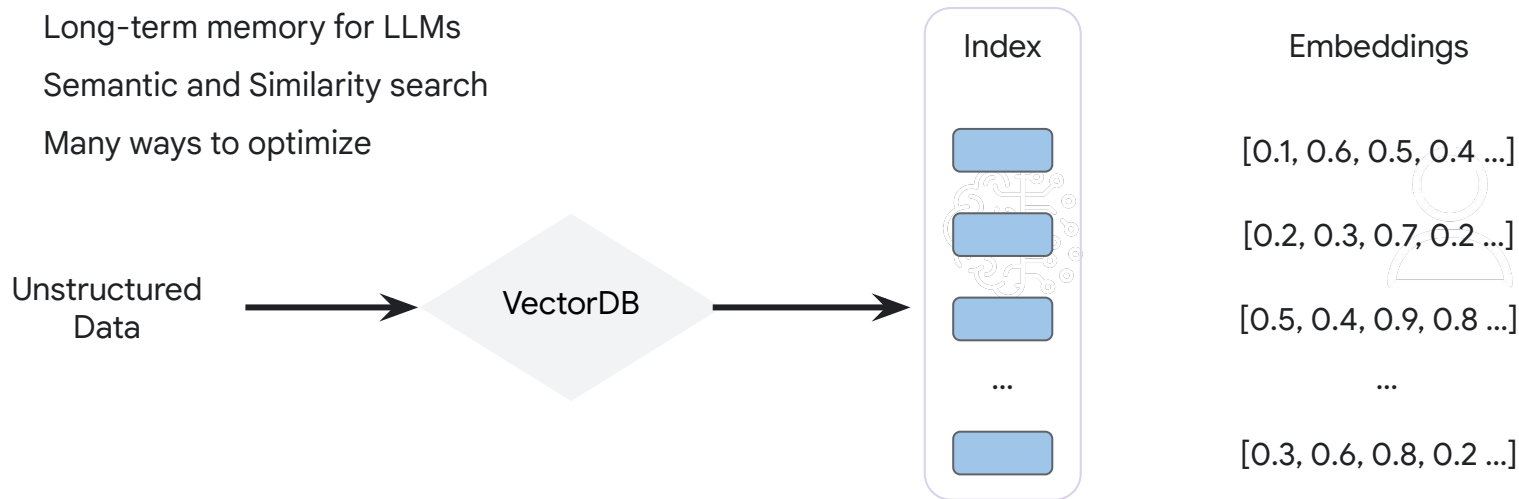 Long-term memory for LLMs
Semantic and Similarity search
Many ways to optimize
Unstructured
Data
VectorDB
Index
...
Embeddings
[0.1, 0.6, 0.5, 0.4 ...]
[0.2, 0.3, 0.7, 0.2 ...]
[0.5, 0.4, 0.9, 0.8 ...]
...
[0.3, 0.6, 0.8, 0.2 ...]